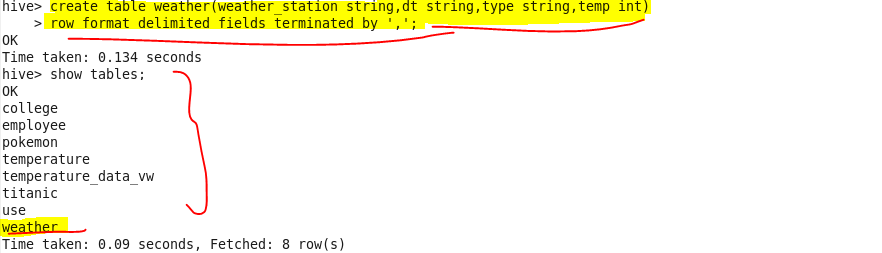 hive> create table weather(weather_station string,dt string,type string,temp int)
    > row format delimited fields terminated by ',';
OK
Time taken: 0.134 seconds
hive> show tables;
OK
college
employee
pokemon
temperature
temperature_data_vw
titanic
use
weather
Time taken: 0.09 seconds, Fetched: 8 row(s)